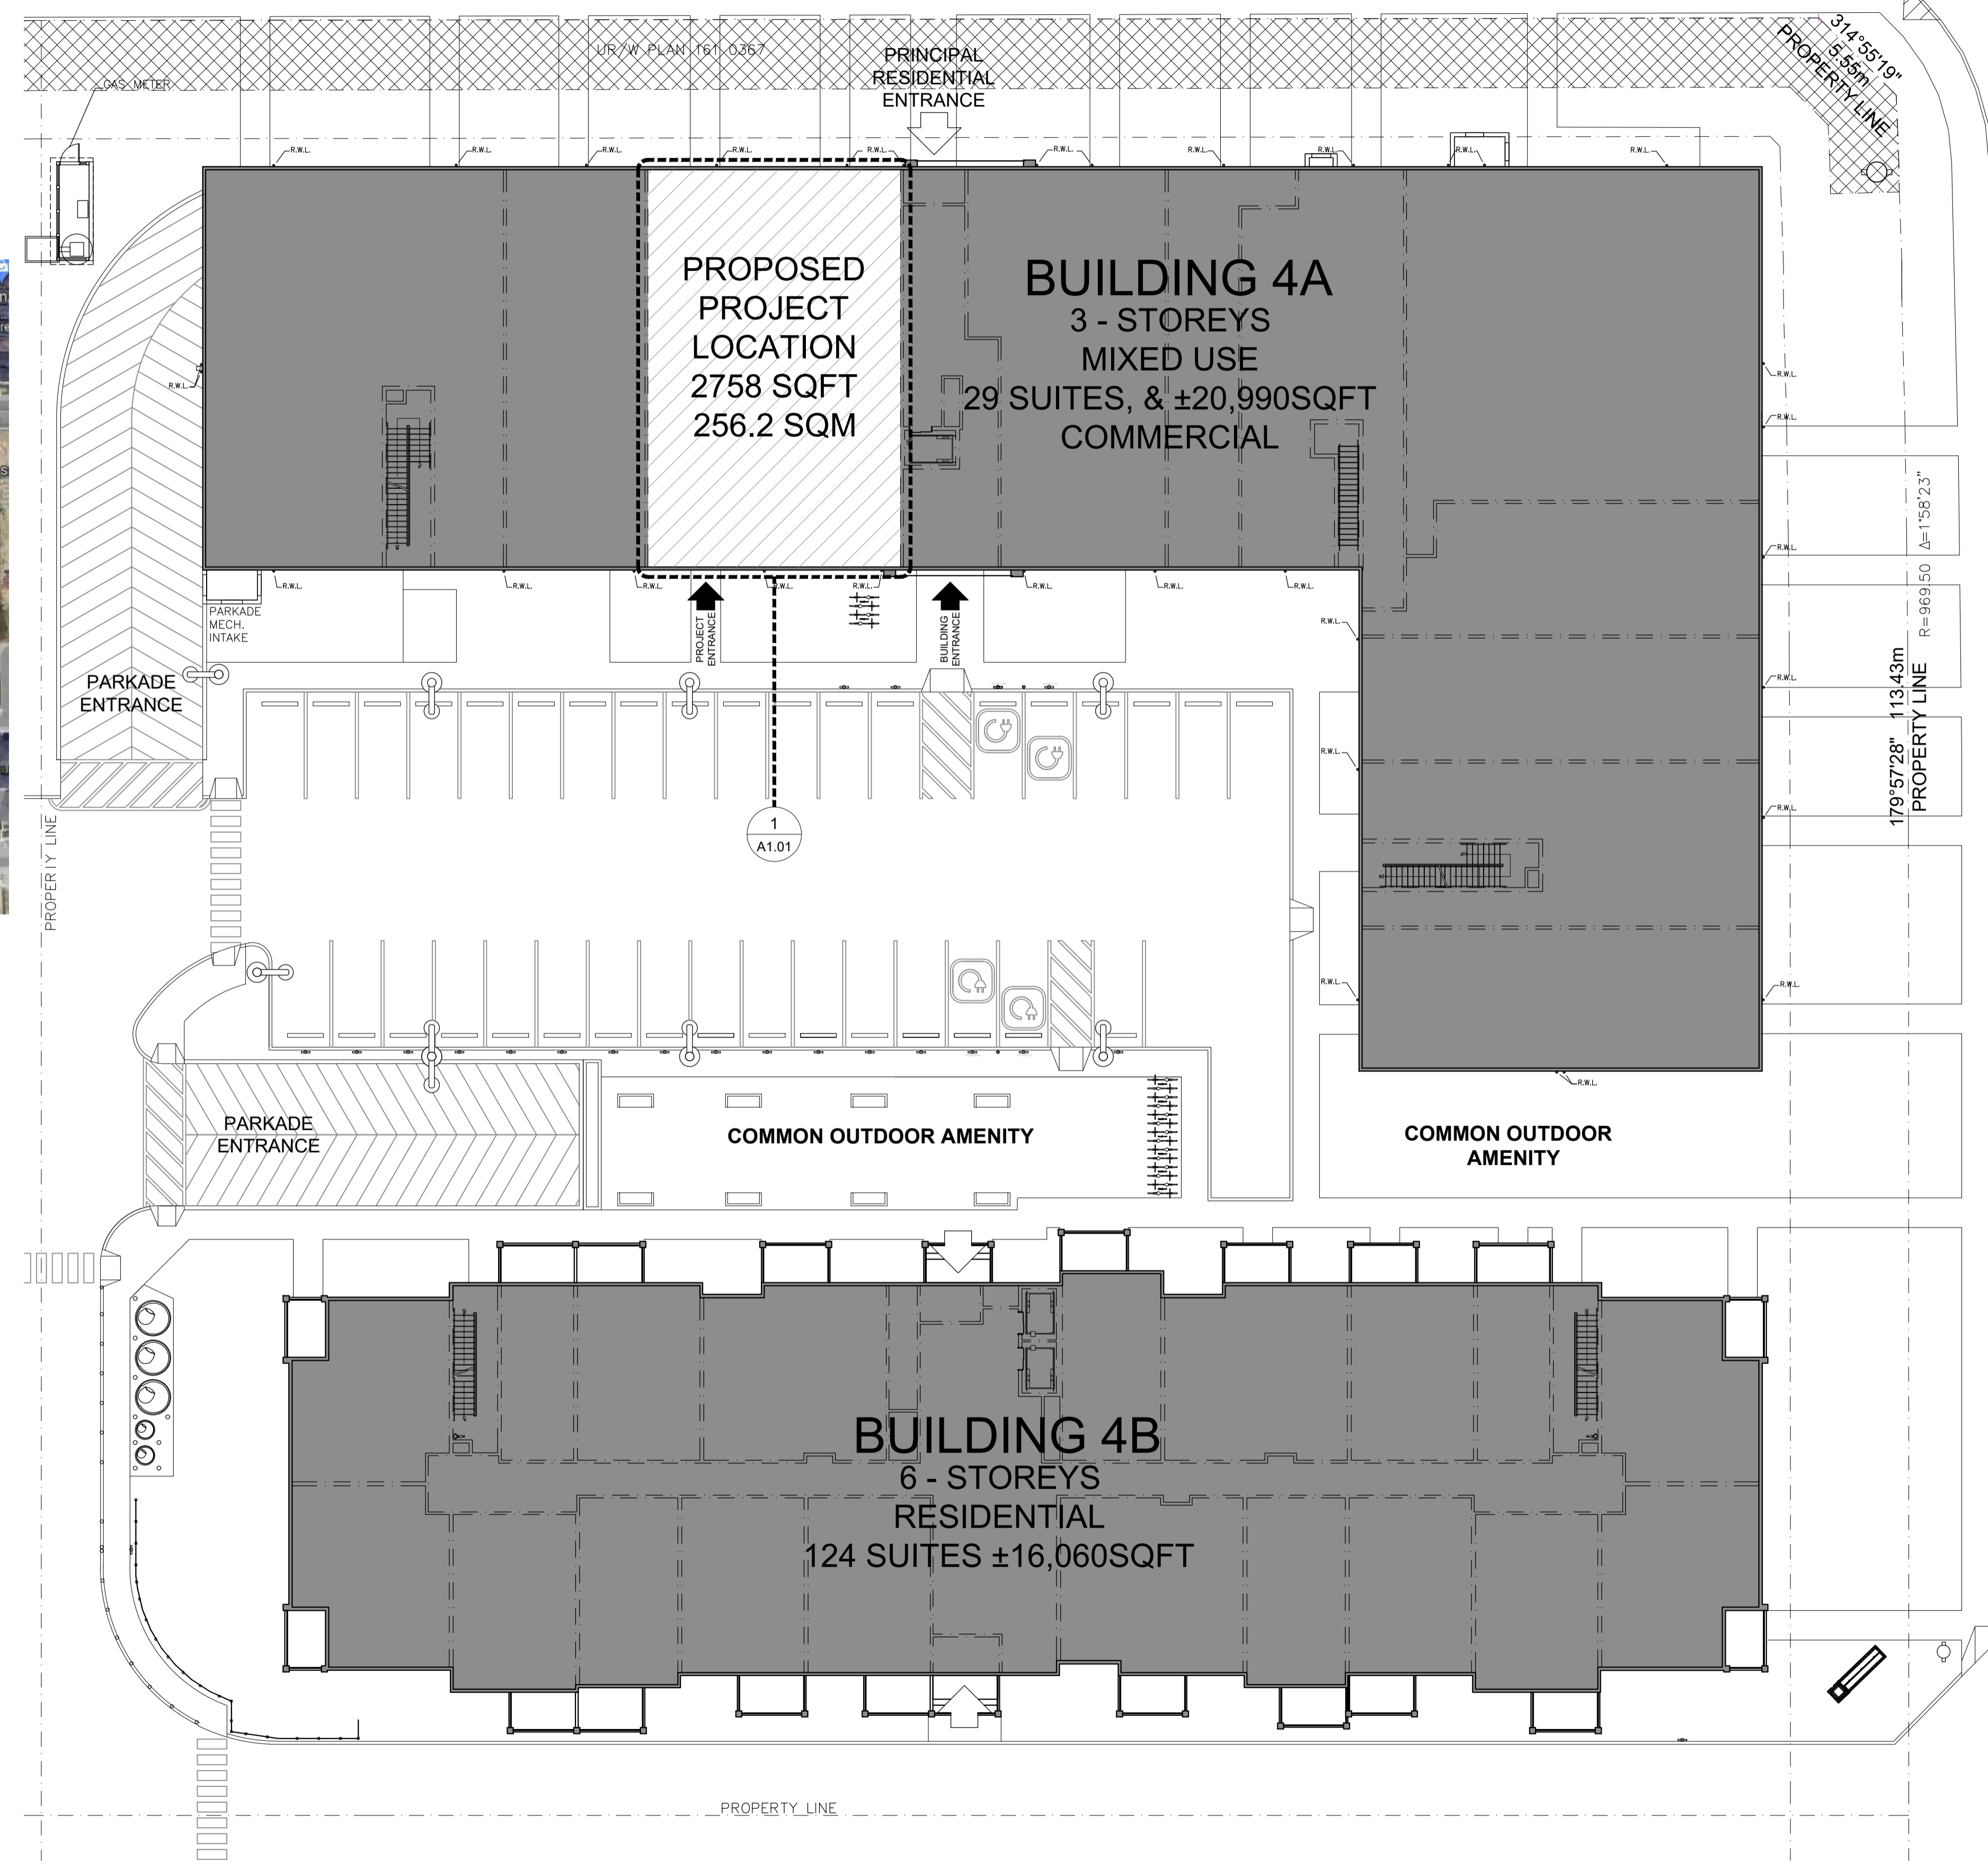 UR/W PLAN 161 0367
GAS METER
PRINCIPAL
RESIDENTIAL
ENTRANCE
314°55'19"
5.55m
PROPERTY LINE
R.W.L.
R.W.L.
R.W.L.
R.W.L.
R.W.L.
R.W.L.
R.W.L.
R.W.L.
R.W.L.
R.W.L.
R.W.L.
PROPOSED
PROJECT
LOCATION
2758 SQFT
256.2 SQM
BUILDING 4A
3 - STOREYS
MIXED USE
29 SUITES, & ±20,990SQFT
COMMERCIAL
R.W.L.
R.W.L.
R.W.L.
R.W.L.
R.W.L.
R.W.L.
R.W.L.
R.W.L.
R.W.L.
R.W.L.
R.W.L.
R.W.L.
PARKADE
MECH.
INTAKE
PROJECT
ENTRANCE
BUILDING
ENTRANCE
R.W.L.
R.W.L.
R.W.L.
R.W.L.
R.W.L.
R.W.L.
R.W.L.
R=969.50 Δ=1°58'23"
179°57'28" 113.43m
PROPERTY LINE
PARKADE
ENTRANCE
1
A1.01
PROPERTY LINE
PARKADE
ENTRANCE
COMMON OUTDOOR AMENITY
COMMON OUTDOOR
AMENITY
BUILDING 4B
6 - STOREYS
RESIDENTIAL
124 SUITES ±16,060SQFT
PROPERTY LINE